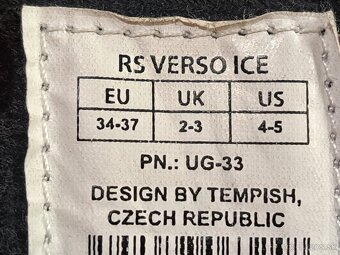 RS VERSO ICE
EU UK US
34-37 2-3 4-5
PN.: UG-33
DESIGN BY TEMPISH,
CZECH REPUBLIC